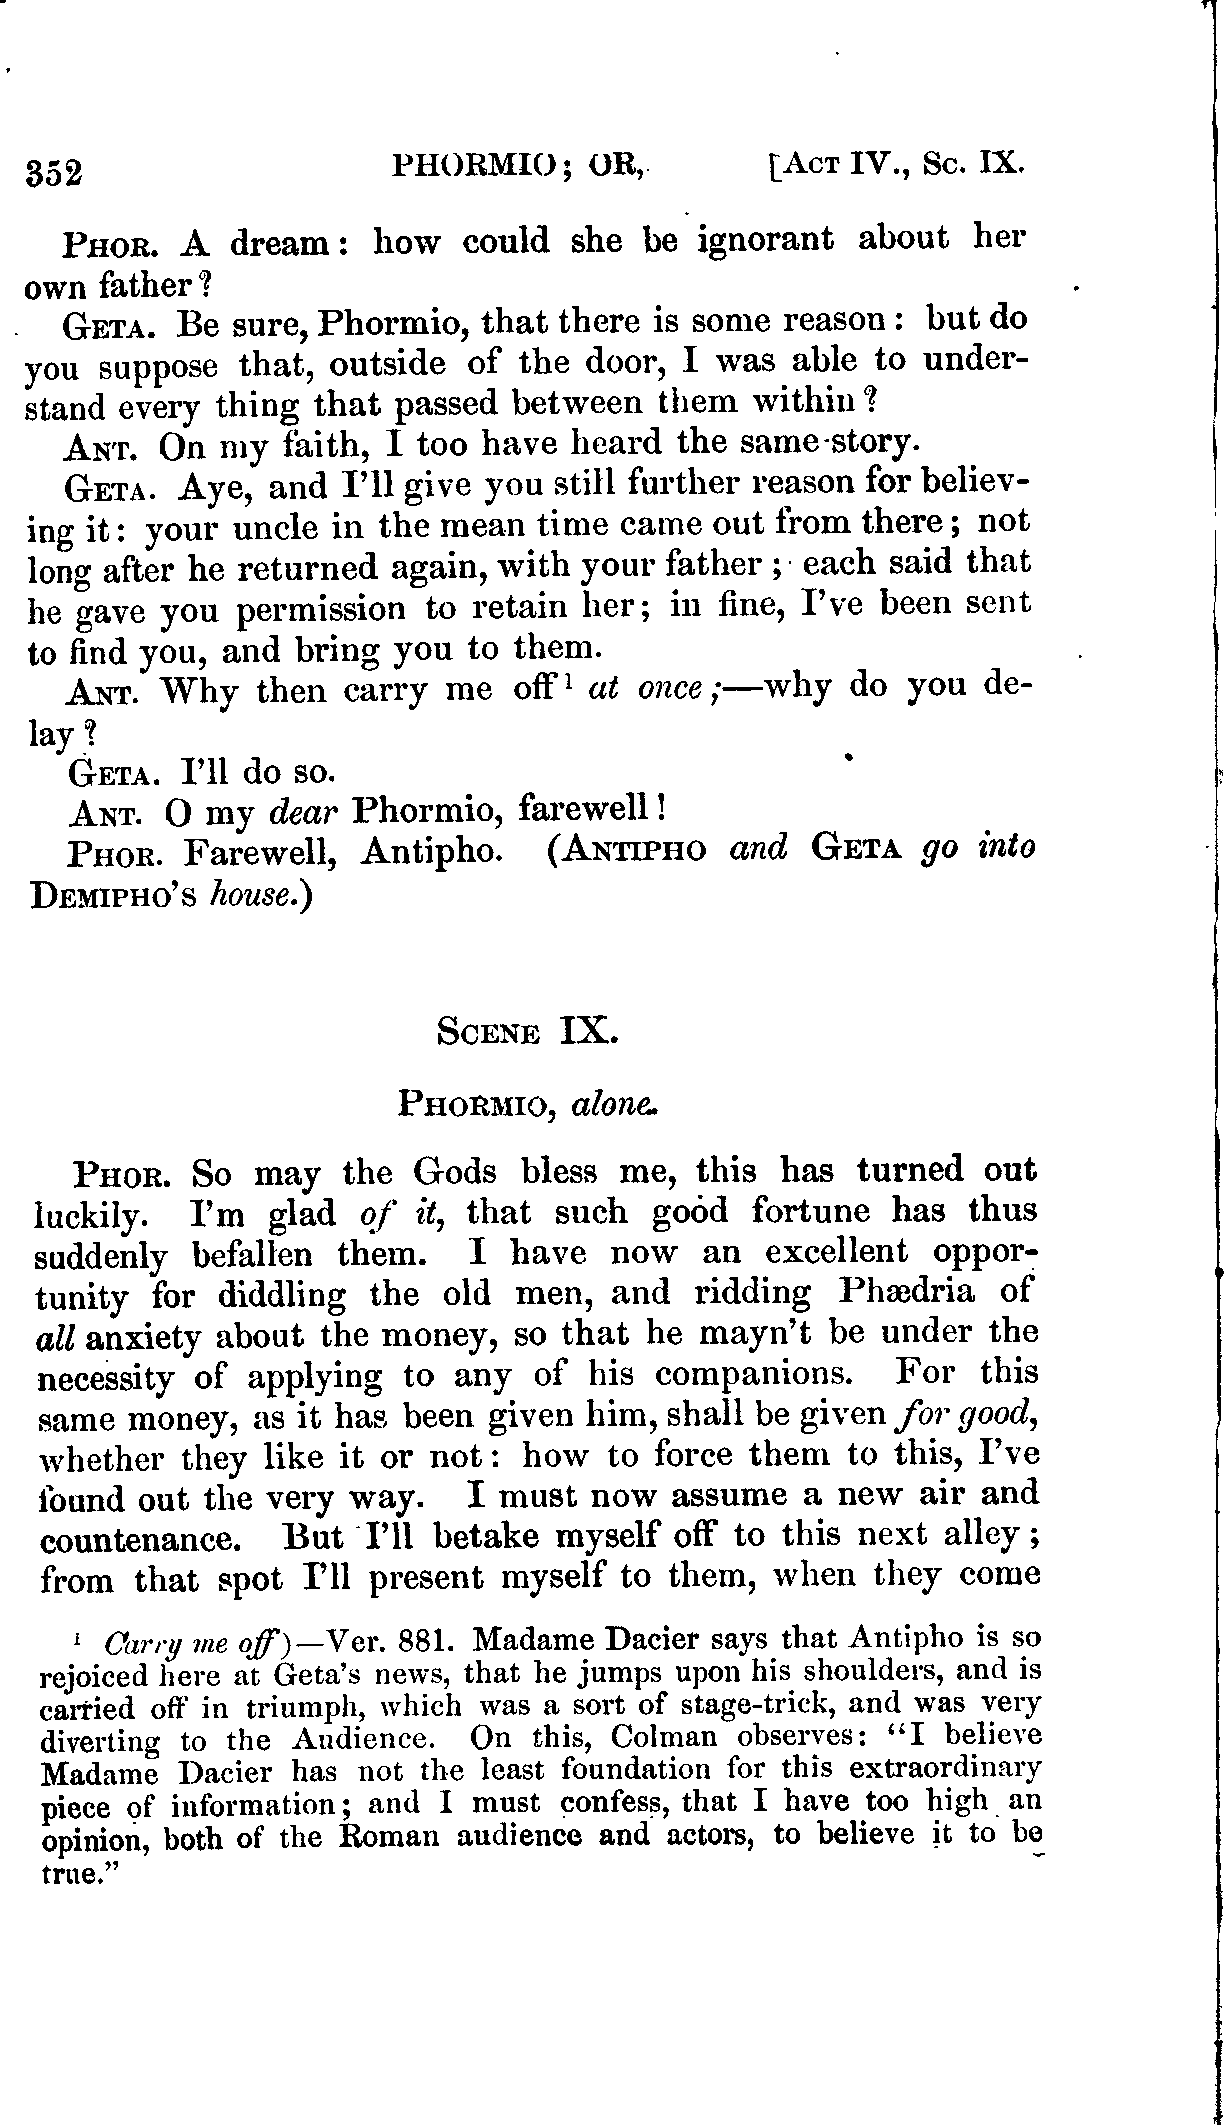 352 PHORMIO; OR, [ACT IV., SC. IX.
PHOR. A dream: how could she be ignorant about her
own father?
GETA. Be sure, Phormio, that there is some reason: but do
you suppose that, outside of the door, I was able to under-
stand every thing that passed between them within?
ANT. On my faith, I too have heard the same story.
GETA. Aye, and I'll give you still further reason for believ-
ing it: your uncle in the mean time came out from there; not
long after he returned again, with your father; each said that
he gave you permission to retain her; in fine, I've been sent
to find you, and bring you to them.
ANT. Why then carry me off¹ at once;—why do you de-
lay?
GETA. I'll do so.
ANT. O my dear Phormio, farewell!
PHOR. Farewell, Antipho. (ANTIPHO and GETA go into
DEMIPHO'S house.)
SCENE IX.
PHORMIO, alone.
PHOR. So may the Gods bless me, this has turned out
luckily. I'm glad of it, that such good fortune has thus
suddenly befallen them. I have now an excellent oppor-
tunity for diddling the old men, and ridding Phædria of
all anxiety about the money, so that he mayn't be under the
necessity of applying to any of his companions. For this
same money, as it has been given him, shall be given for good,
whether they like it or not: how to force them to this, I've
found out the very way. I must now assume a new air and
countenance. But I'll betake myself off to this next alley;
from that spot I'll present myself to them, when they come
¹ Carry me off)—Ver. 881. Madame Dacier says that Antipho is so
rejoiced here at Geta's news, that he jumps upon his shoulders, and is
carried off in triumph, which was a sort of stage-trick, and was very
diverting to the Audience. On this, Colman observes: "I believe
Madame Dacier has not the least foundation for this extraordinary
piece of information; and I must confess, that I have too high an
opinion, both of the Roman audience and actors, to believe it to be
true."